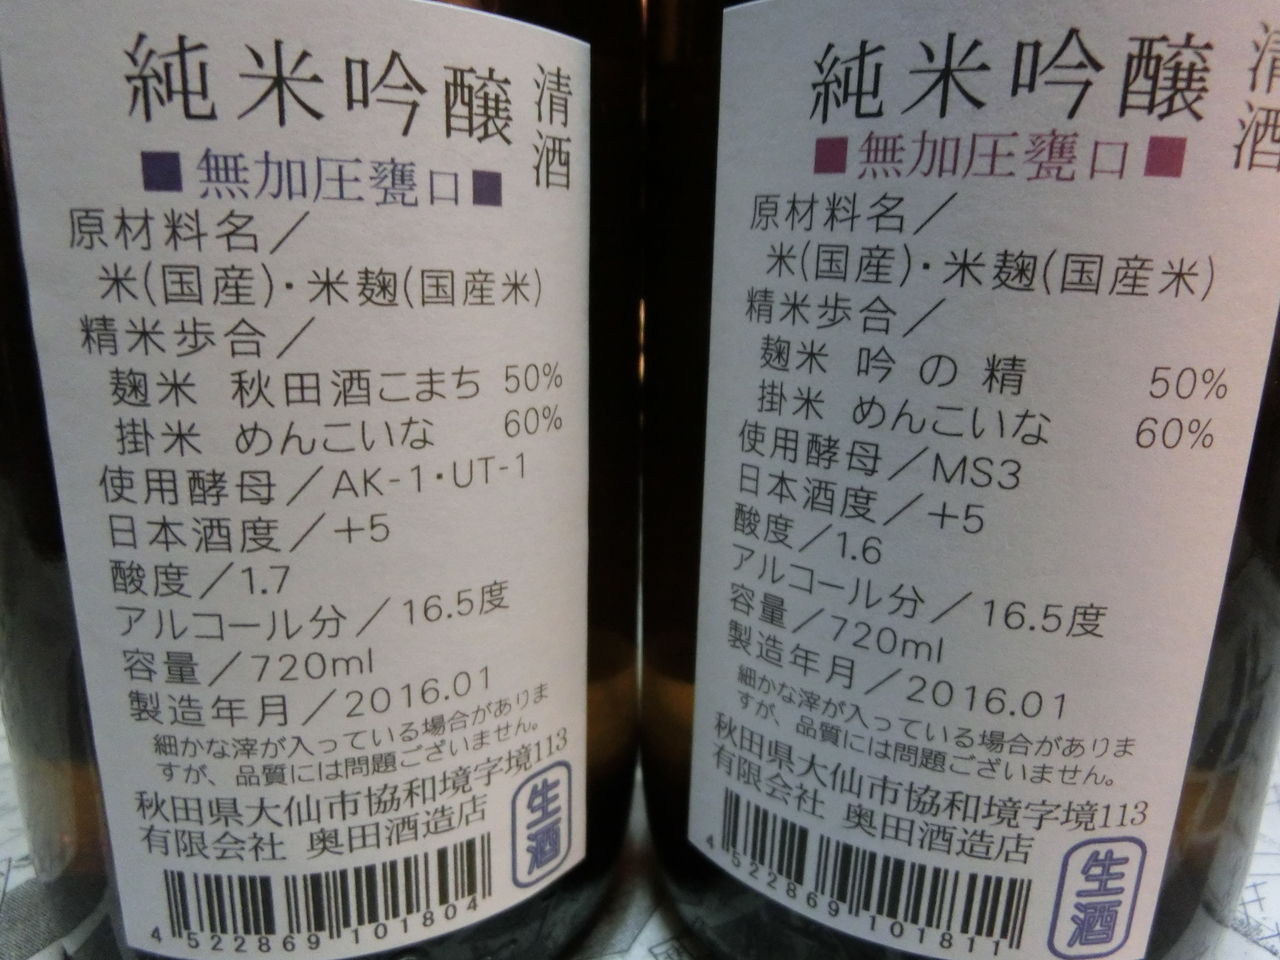 純米吟醸
清酒
■無加圧甕口■
原材料名／
米(国産)・米麹(国産米)
精米歩合／
麹米 秋田酒こまち 50%
掛米 めんこいな 60%
使用酵母／AK-1・UT-1
日本酒度／+5
酸度／1.7
アルコール分／16.5度
容量／720ml
製造年月／2016.01
細かな滓が入っている場合がありま
すが、品質には問題ございません。
秋田県大仙市協和境字境113
有限会社 奥田酒造店
生酒
4 522869 101804
純米吟醸
清酒
■無加圧甕口■
原材料名／
米(国産)・米麹(国産米)
精米歩合／
麹米 吟の精 50%
掛米 めんこいな 60%
使用酵母／MS3
日本酒度／+5
酸度／1.6
アルコール分／16.5度
容量／720ml
製造年月／2016.01
細かな滓が入っている場合がありま
すが、品質には問題ございません。
秋田県大仙市協和境字境113
有限会社 奥田酒造店
生酒
4 522869 101811